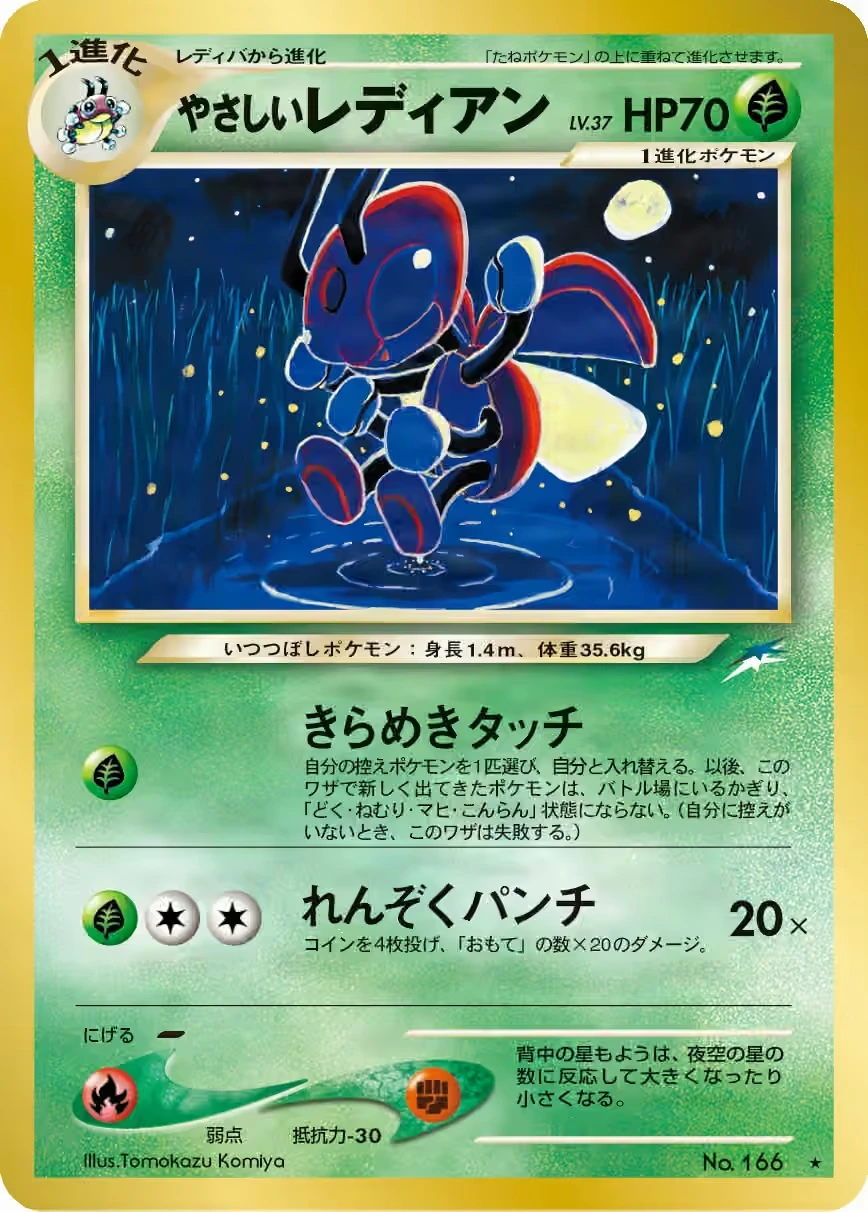 1進化
レディバから進化
「たねポケモン」の上に重ねて進化させます。
やさしいレディアン LV.37 HP70
1進化ポケモン
いつつぼしポケモン：身長1.4m、体重35.6kg
きらめきタッチ
自分の控えポケモンを1匹選び、自分と入れ替える。以後、この
ワザで新しく出てきたポケモンは、バトル場にいるかぎり、
「どく・ねむり・マヒ・こんらん」状態にならない。（自分に控えが
いないとき、このワザは失敗する。）
れんぞくパンチ 20×
コインを4枚投げ、「おもて」の数×20のダメージ。
にげる
弱点 抵抗力-30
背中の星もようは、夜空の星の
数に反応して大きくなったり
小さくなる。
Illus.Tomokazu Komiya
No. 166 ★